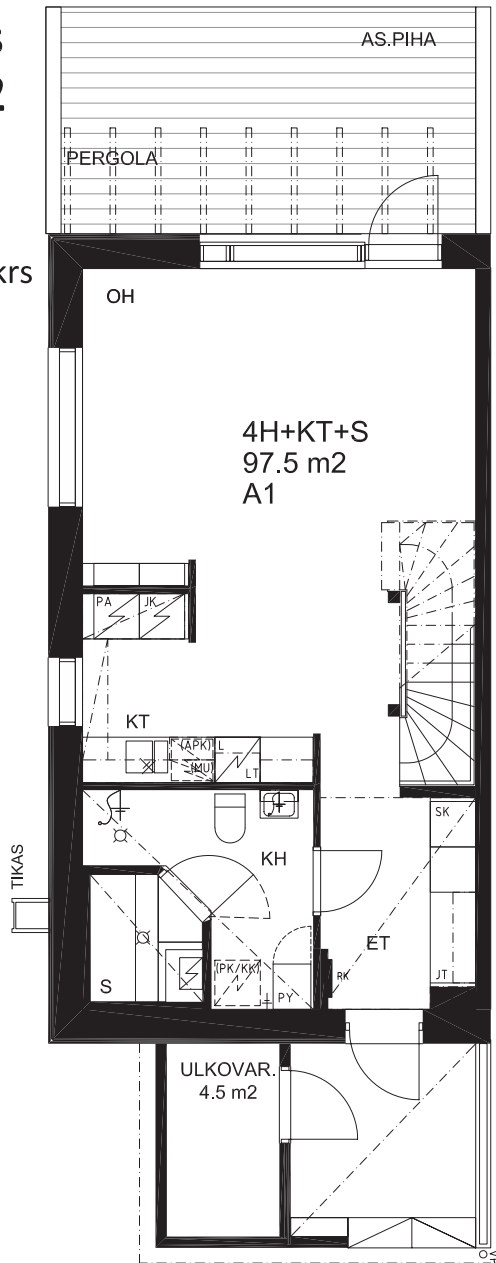 AS.PIHA
PERGOLA
krs
OH
4H+KT+S
97.5 m2
A1
PA
JK
KT
(APK)
L
(MU)
LT
SK
KH
TIKAS
ET
S
(PK/KK)
RK
JT
PY
ULKOVAR.
4.5 m2